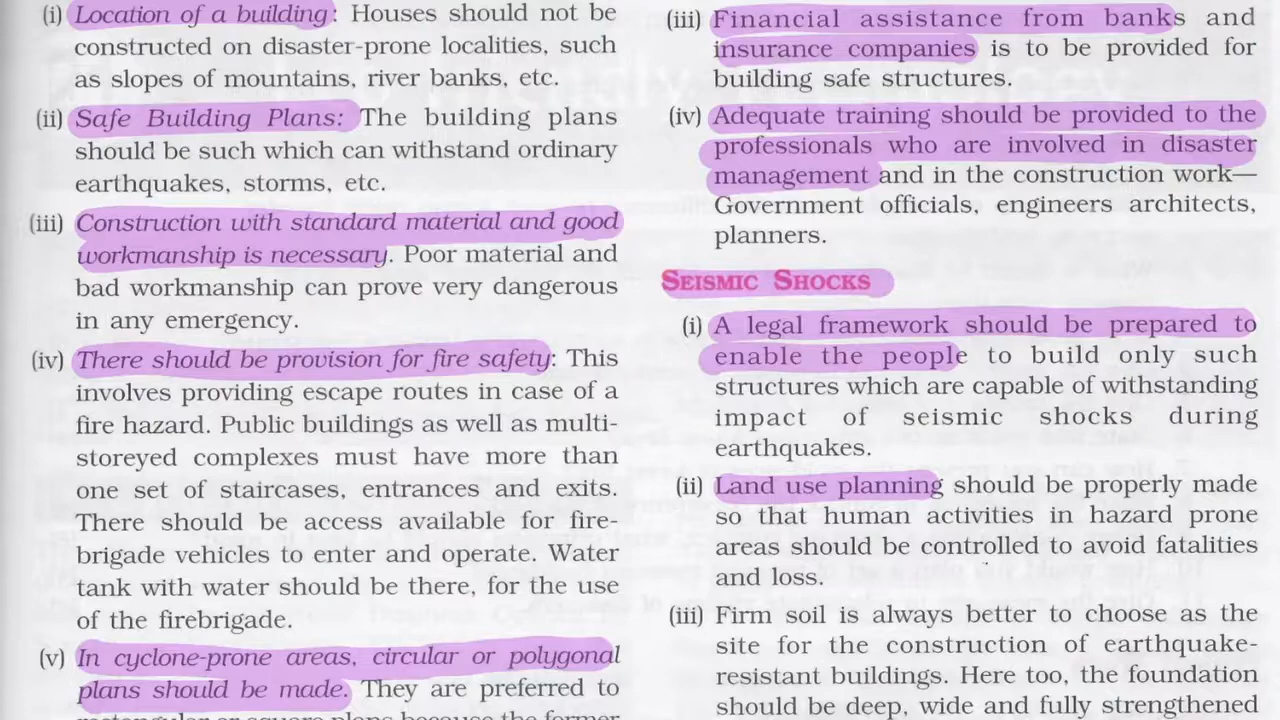 (i) Location of a building: Houses should not be
constructed on disaster-prone localities, such
as slopes of mountains, river banks, etc.
(ii) Safe Building Plans: The building plans
should be such which can withstand ordinary
earthquakes, storms, etc.
(iii) Construction with standard material and good
workmanship is necessary. Poor material and
bad workmanship can prove very dangerous
in any emergency.
(iv) There should be provision for fire safety: This
involves providing escape routes in case of a
fire hazard. Public buildings as well as multi-
storeyed complexes must have more than
one set of staircases, entrances and exits.
There should be access available for fire-
brigade vehicles to enter and operate. Water
tank with water should be there, for the use
of the firebrigade.
(v) In cyclone-prone areas, circular or polygonal
plans should be made. They are preferred to
rectangular or square plans because the former
(iii) Financial assistance from banks and
insurance companies is to be provided for
building safe structures.
(iv) Adequate training should be provided to the
professionals who are involved in disaster
management and in the construction work—
Government officials, engineers architects,
planners.
SEISMIC SHOCKS
(i) A legal framework should be prepared to
enable the people to build only such
structures which are capable of withstanding
impact of seismic shocks during
earthquakes.
(ii) Land use planning should be properly made
so that human activities in hazard prone
areas should be controlled to avoid fatalities
and loss.
(iii) Firm soil is always better to choose as the
site for the construction of earthquake-
resistant buildings. Here too, the foundation
should be deep, wide and fully strengthened